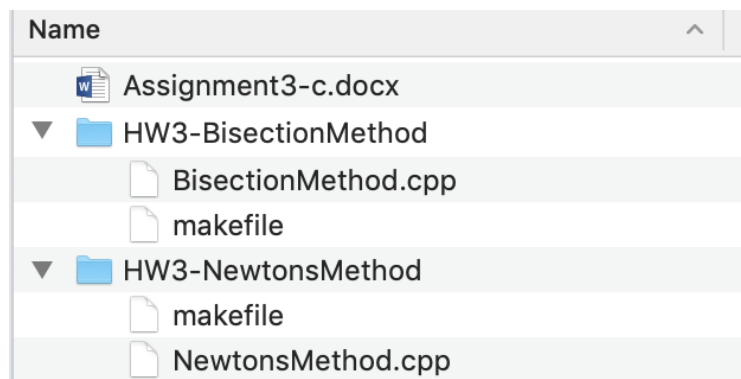 Name
Assignment3-c.docx
HW3-BisectionMethod
BisectionMethod.cpp
makefile
HW3-NewtonsMethod
makefile
NewtonsMethod.cpp